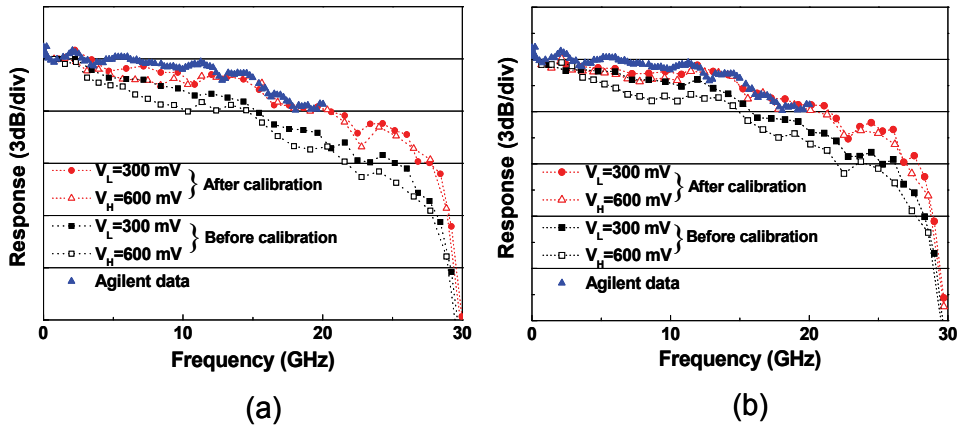 Response (3dB/div)
V_L=300 mV
V_H=600 mV
After calibration
V_L=300 mV
V_H=600 mV
Before calibration
Agilent data
0 10 20 30
Frequency (GHz)
(a)
Response (3dB/div)
V_L=300 mV
V_H=600 mV
After calibration
V_L=300 mV
V_H=600 mV
Before calibration
Agilent data
0 10 20 30
Frequency (GHz)
(b)